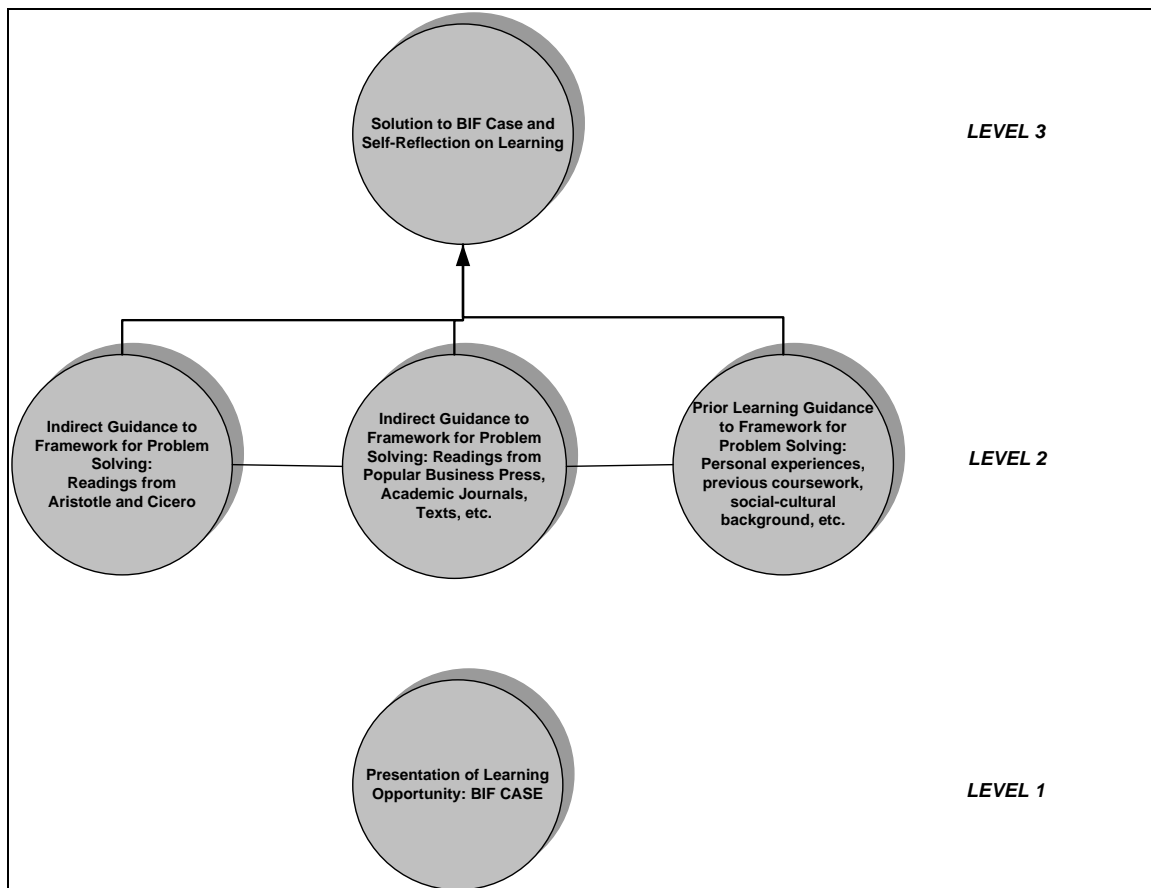 Solution to BIF Case and
Self-Reflection on Learning
LEVEL 3
Indirect Guidance to
Framework for Problem
Solving:
Readings from
Aristotle and Cicero
Indirect Guidance to
Framework for Problem
Solving: Readings from
Popular Business Press,
Academic Journals,
Texts, etc.
Prior Learning Guidance
to Framework for
Problem Solving:
Personal experiences,
previous coursework,
social-cultural
background, etc.
LEVEL 2
Presentation of Learning
Opportunity: BIF CASE
LEVEL 1